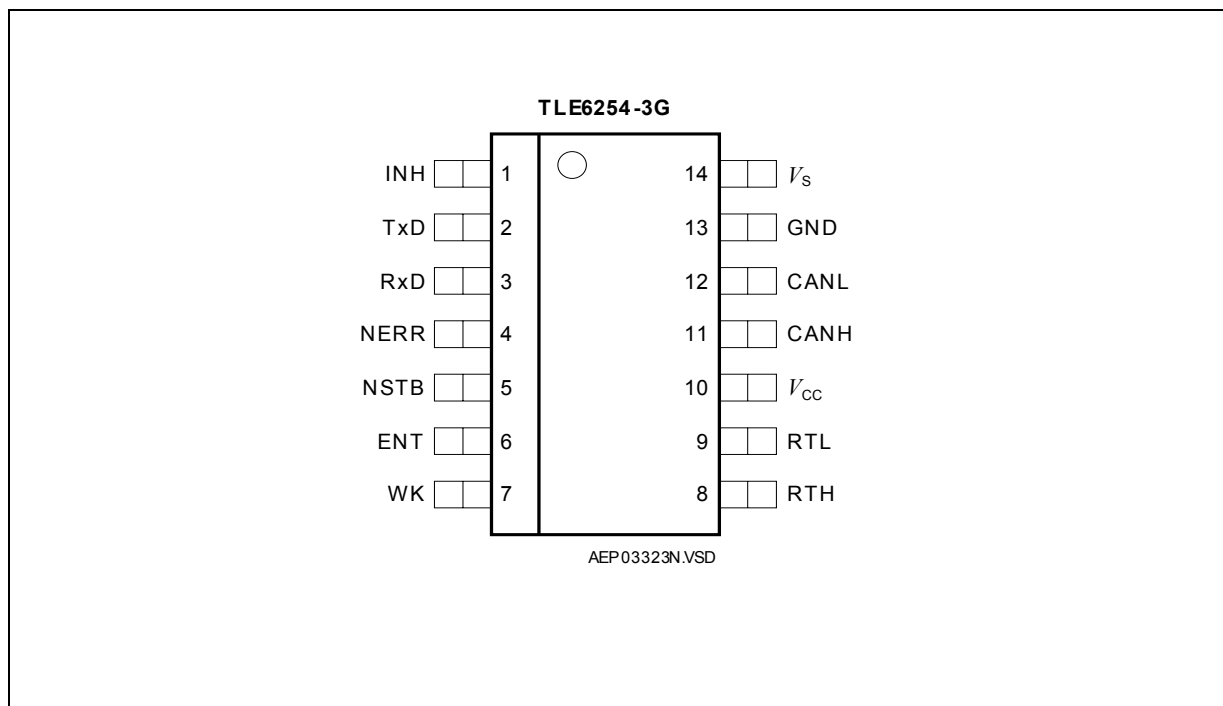 TLE6254-3G
INH 1 14 VS
TxD 2 13 GND
RxD 3 12 CANL
NERR 4 11 CANH
NSTB 5 10 VCC
ENT 6 9 RTL
WK 7 8 RTH
AEP03323N.VSD